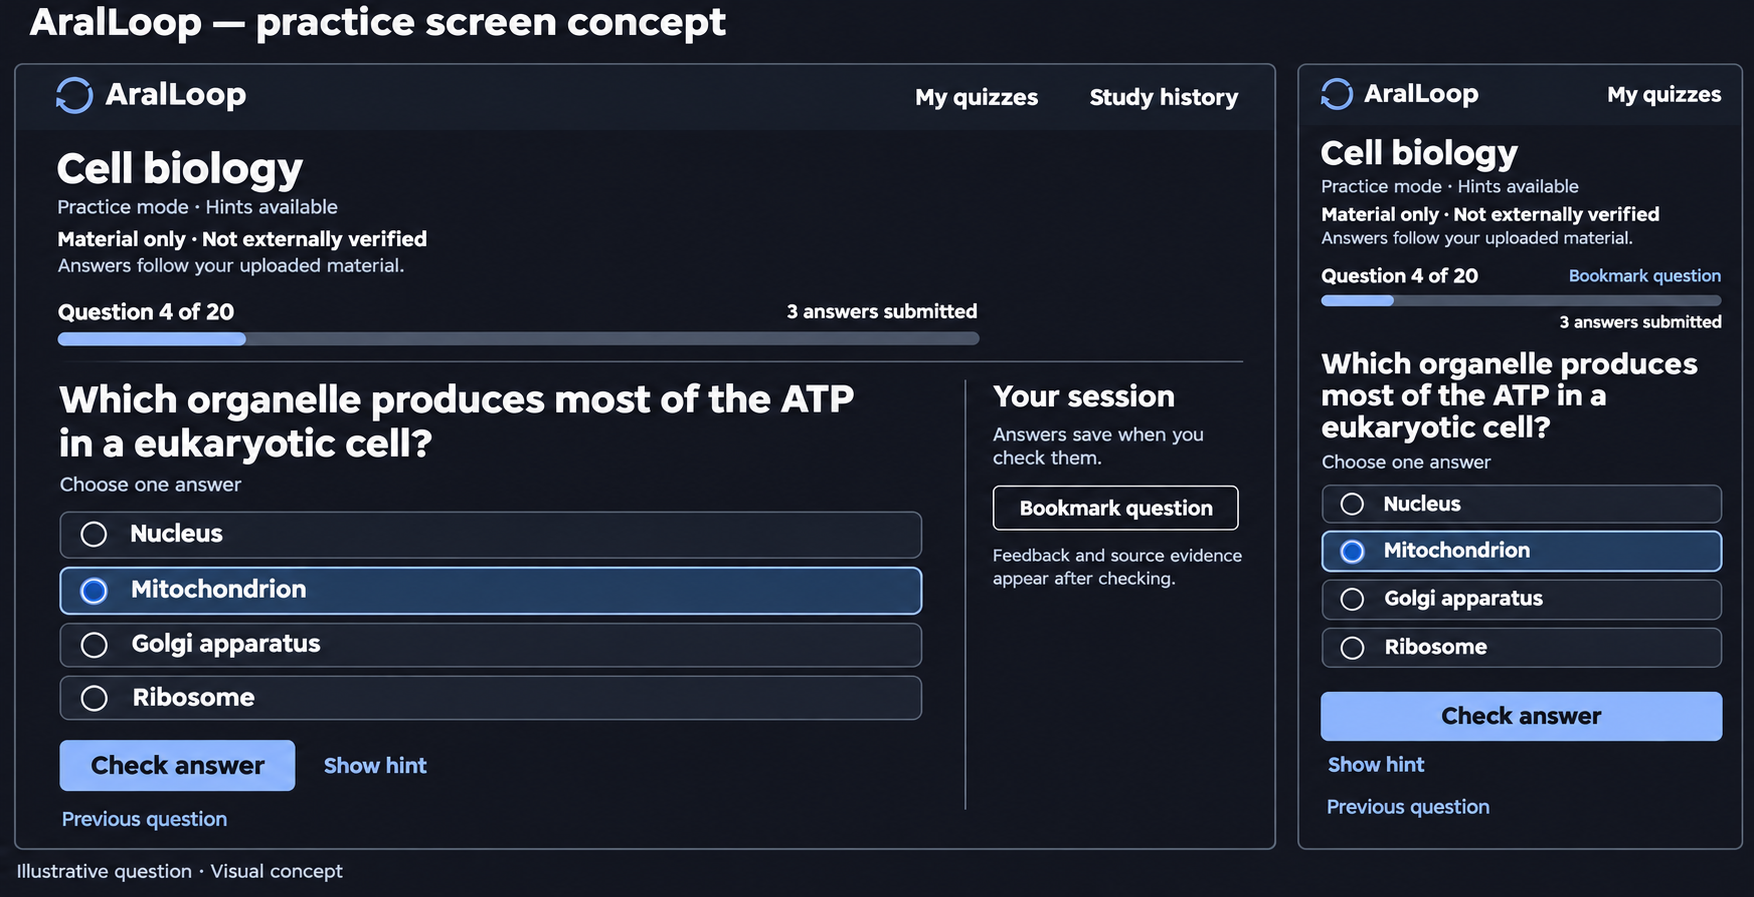 AralLoop — practice screen concept
AralLoop
My quizzes
Study history
Cell biology
Practice mode · Hints available
Material only · Not externally verified
Answers follow your uploaded material.
Question 4 of 20
3 answers submitted
Which organelle produces most of the ATP
in a eukaryotic cell?
Choose one answer
Nucleus
Mitochondrion
Golgi apparatus
Ribosome
Check answer
Show hint
Previous question
Your session
Answers save when you
check them.
Bookmark question
Feedback and source evidence
appear after checking.
AralLoop
My quizzes
Cell biology
Practice mode · Hints available
Material only · Not externally verified
Answers follow your uploaded material.
Question 4 of 20
Bookmark question
3 answers submitted
Which organelle produces
most of the ATP in a
eukaryotic cell?
Choose one answer
Nucleus
Mitochondrion
Golgi apparatus
Ribosome
Check answer
Show hint
Previous question
Illustrative question · Visual concept